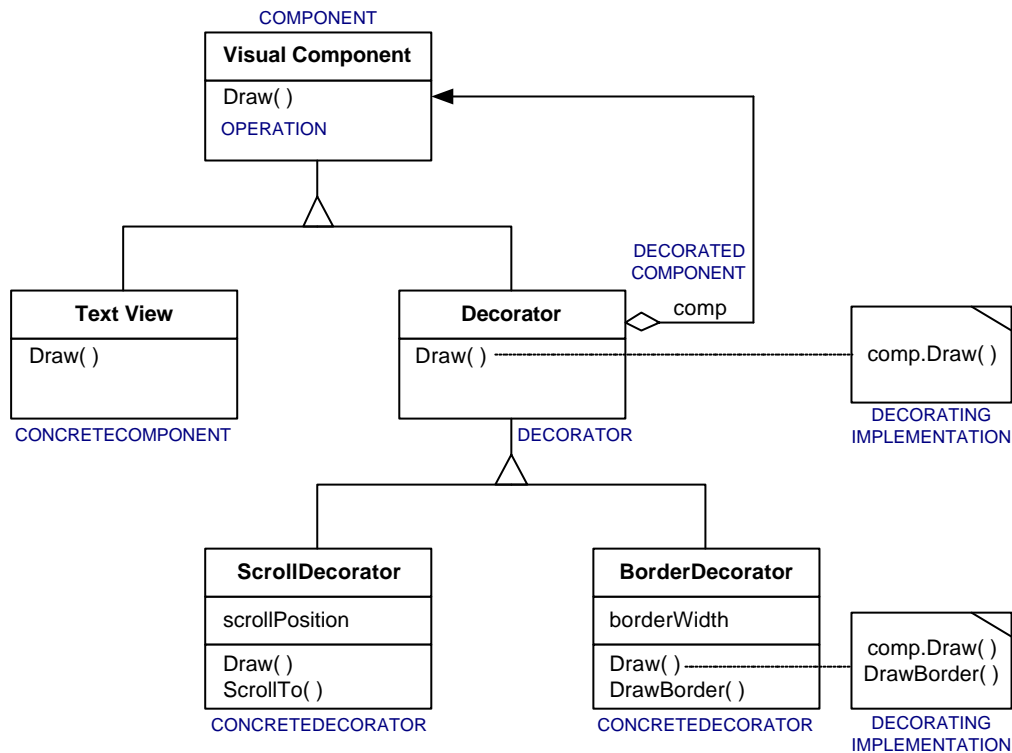 COMPONENT
Visual Component
Draw( )
OPERATION
DECORATED
COMPONENT
comp
Text View
Draw( )
CONCRETECOMPONENT
Decorator
Draw( )
DECORATOR
comp.Draw( )
DECORATING
IMPLEMENTATION
ScrollDecorator
scrollPosition
Draw( )
ScrollTo( )
CONCRETEDECORATOR
BorderDecorator
borderWidth
Draw( )
DrawBorder( )
CONCRETEDECORATOR
comp.Draw( )
DrawBorder( )
DECORATING
IMPLEMENTATION